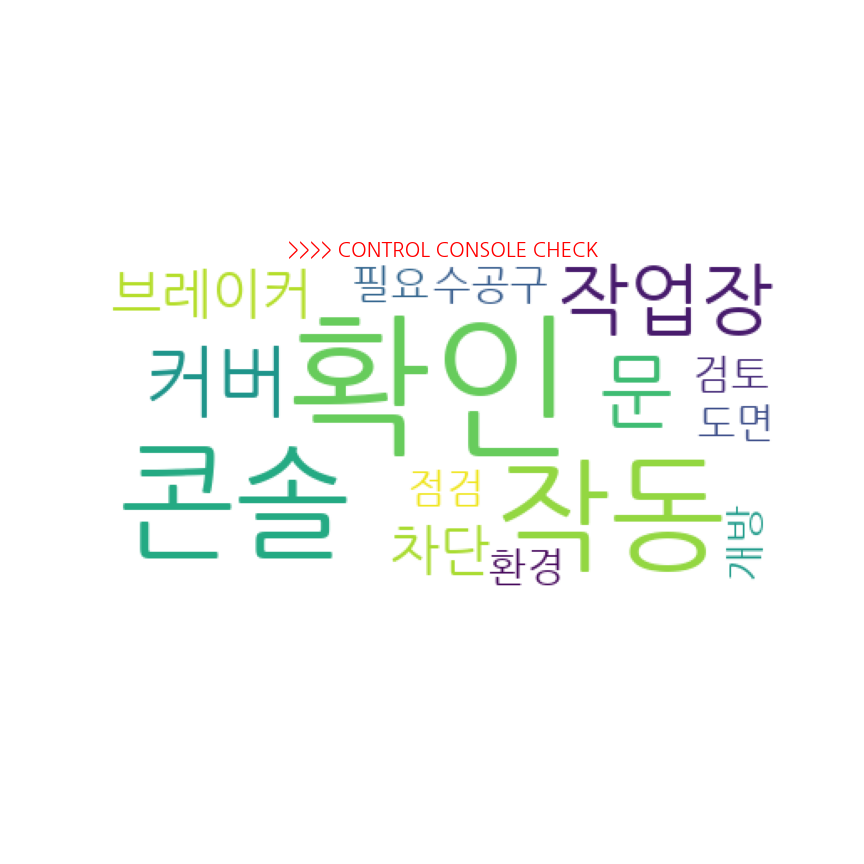 >>>> CONTROL CONSOLE CHECK
브레이커
필요
수공구
작업장
커버
확인
문
검토
도면
콘솔
점검
작동
차단
환경
개방